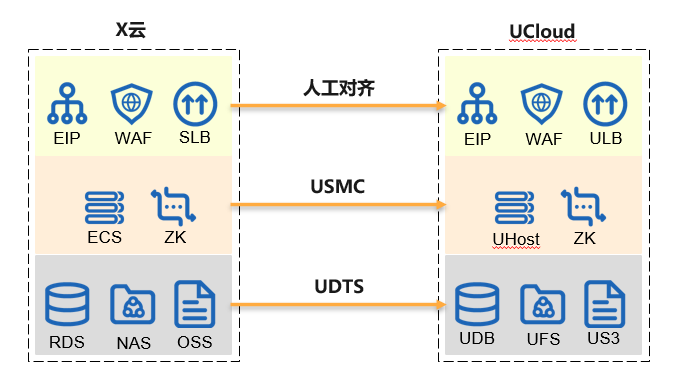 X云
UCloud
人工对齐
EIP WAF SLB
EIP WAF ULB
USMC
ECS ZK
UHost ZK
UDTS
RDS NAS OSS
UDB UFS US3